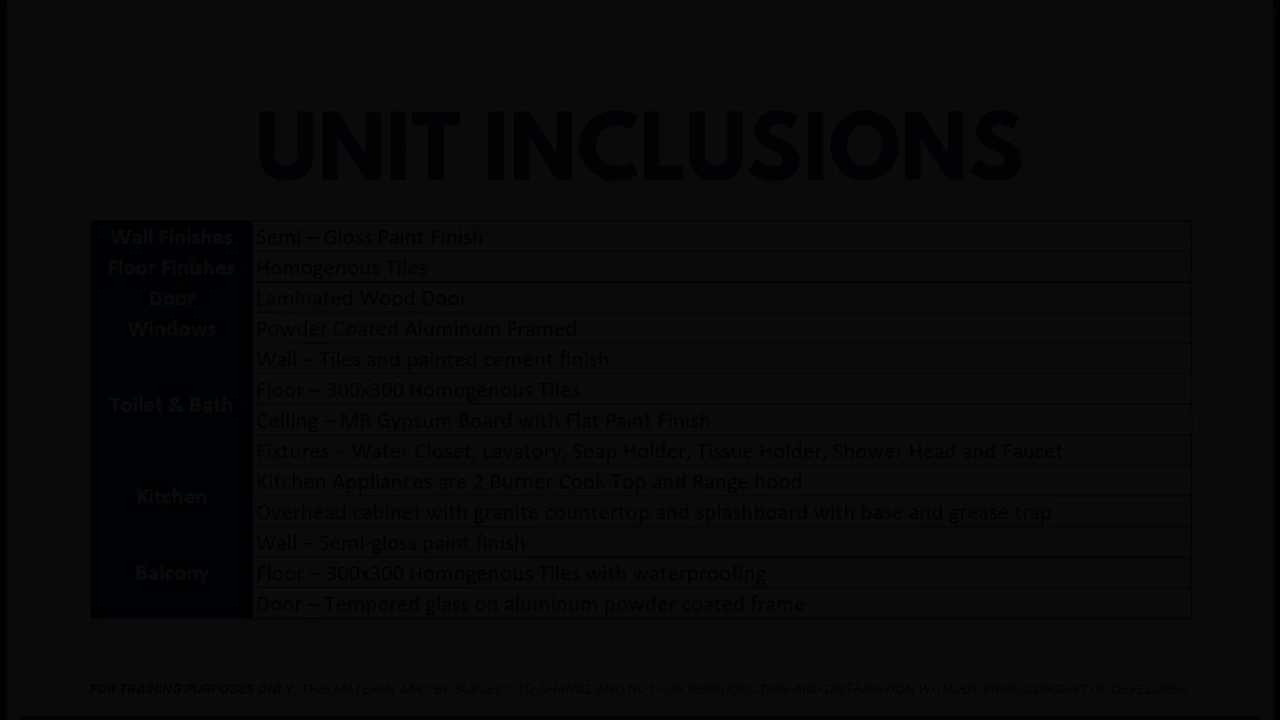 UNIT INCLUSIONS
Wall Finishes Semi – Gloss Paint Finish
Floor Finishes Homogenous Tiles
Door Laminated Wood Door
Windows Powder Coated Aluminum Framed
Toilet & Bath Wall – Tiles and painted cement finish
Floor – 300x300 Homogenous Tiles
Ceiling – MR Gypsum Board with Flat Paint Finish
Fixtures – Water Closet, Lavatory, Soap Holder, Tissue Holder, Shower Head and Faucet
Kitchen Kitchen Appliances are 2 Burner Cook Top and Range hood
Overhead cabinet with granite countertop and splashboard with base and grease trap
Balcony Wall – Semi-gloss paint finish
Floor – 300x300 Homogenous Tiles with waterproofing
Door – Tempered glass on aluminum powder coated frame
FOR TRAINING PURPOSES ONLY. THIS MATERIAL MAY BE SUBJECT TO CHANGE AND NOT FOR REPRODUCTION AND DISTRIBUTION WITHOUT PRIOR CONSENT OF DEVELOPER.